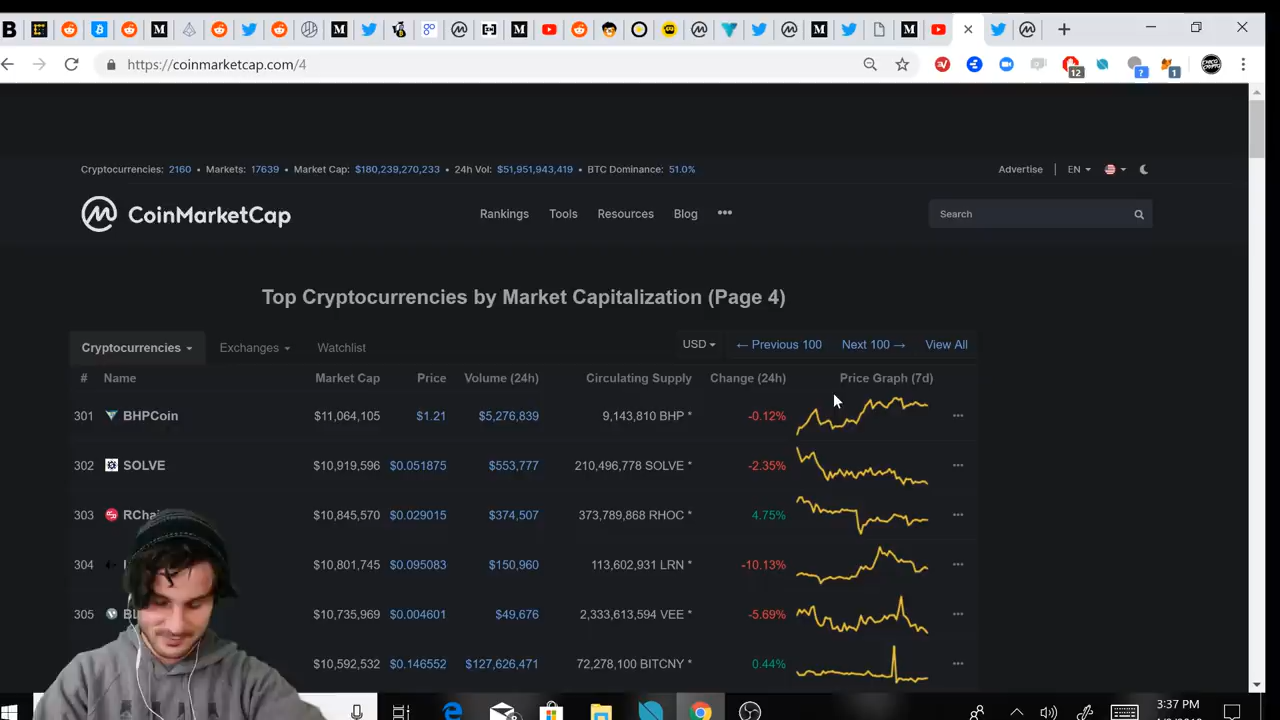 https://coinmarketcap.com/4
12
?
1
Cryptocurrencies: 2160 • Markets: 17639 • Market Cap: $180,239,270,233 • 24h Vol: $51,951,943,419 • BTC Dominance: 51.0%
Advertise
EN
CoinMarketCap
Rankings
Tools
Resources
Blog
Search
Top Cryptocurrencies by Market Capitalization (Page 4)
Cryptocurrencies
Exchanges
Watchlist
USD
← Previous 100
Next 100 →
View All
# Name Market Cap Price Volume (24h) Circulating Supply Change (24h) Price Graph (7d)
301 BHPCoin $11,064,105 $1.21 $5,276,839 9,143,810 BHP * -0.12%
302 SOLVE $10,919,596 $0.051875 $553,777 210,496,778 SOLVE * -2.35%
303 $10,845,570 $0.029015 $374,507 373,789,868 RHOC * 4.75%
304 $10,801,745 $0.095083 $150,960 113,602,931 LRN * -10.13%
305 $10,735,969 $0.004601 $49,676 2,333,613,594 VEE * -5.69%
$10,592,532 $0.146552 $127,626,471 72,278,100 BITCNY * 0.44%
3:37 PM